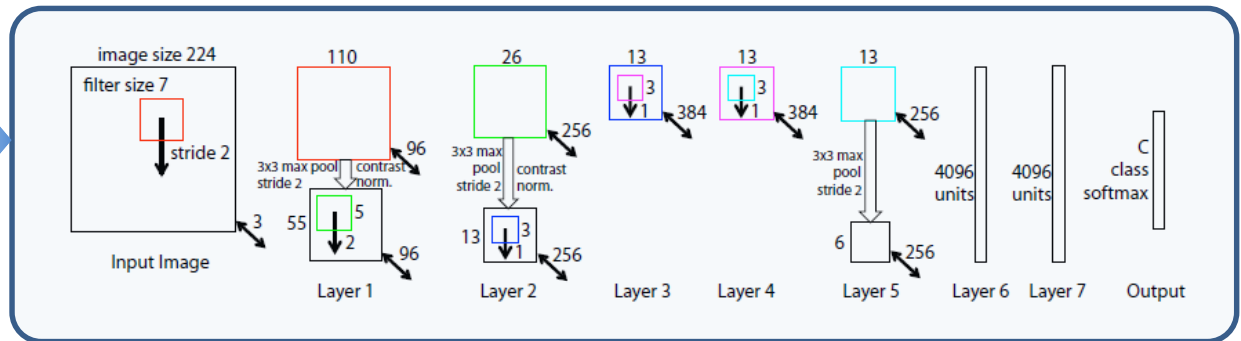 image size 224
filter size 7
stride 2
3
Input Image
110
96
3x3 max pool
stride 2
contrast
norm.
55
5
2
96
Layer 1
26
256
3x3 max
pool
stride 2
contrast
norm.
13
3
1
256
Layer 2
13
3
1
384
Layer 3
13
3
1
384
Layer 4
13
256
3x3 max
pool
stride 2
6
256
Layer 5
4096
units
Layer 6
4096
units
Layer 7
C
class
softmax
Output